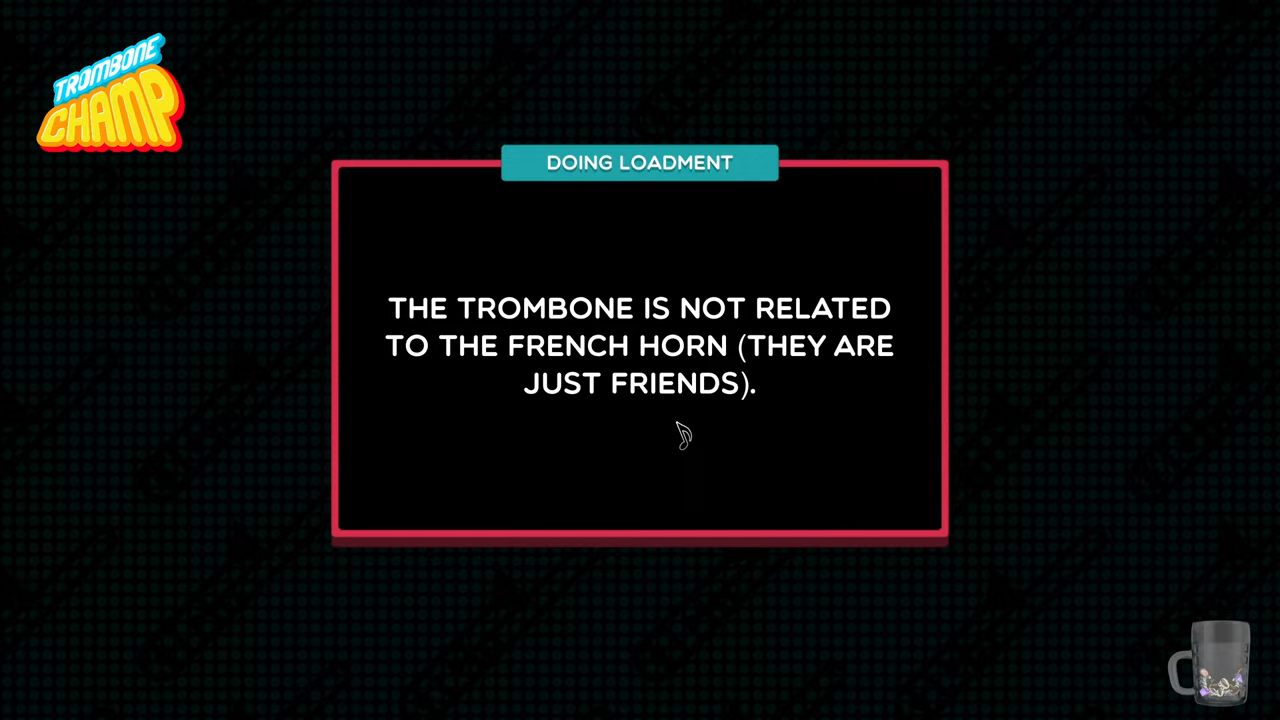 TROMBONE
CHAMP
DOING LOADMENT
THE TROMBONE IS NOT RELATED
TO THE FRENCH HORN (THEY ARE
JUST FRIENDS).